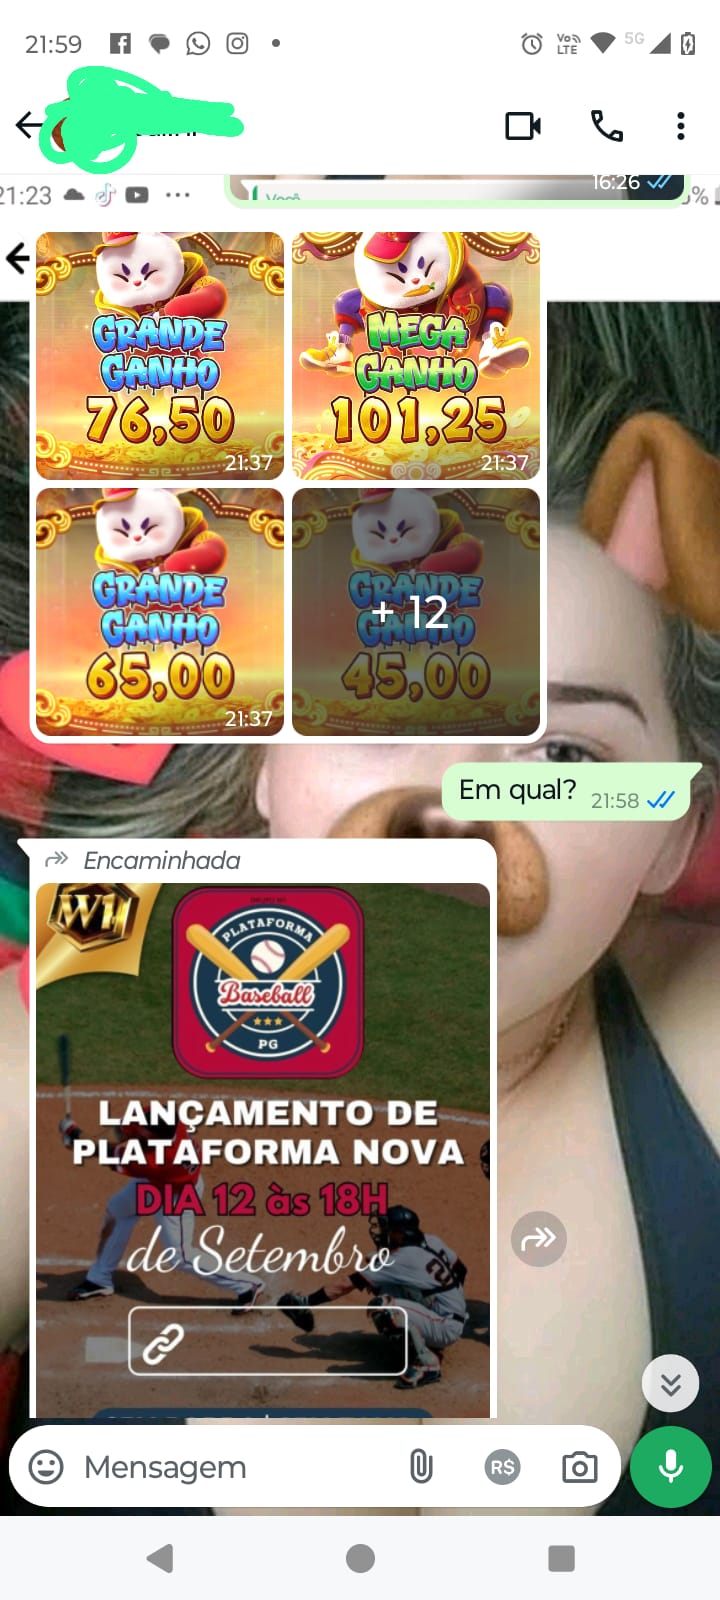 21:59
Vo
LTE
5G
21:23
Você
16:26
%
GRANDE
GANHO
76,50
21:37
MEGA
GANHO
101,25
21:37
GRANDE
GANHO
65,00
21:37
GRANDE
GANHO
45,00
+ 12
Em qual? 21:58
Encaminhada
W1
PLATAFORMA
Baseball
PG
LANÇAMENTO DE
PLATAFORMA NOVA
DIA 12 às 18H
de Setembro
Mensagem
R$